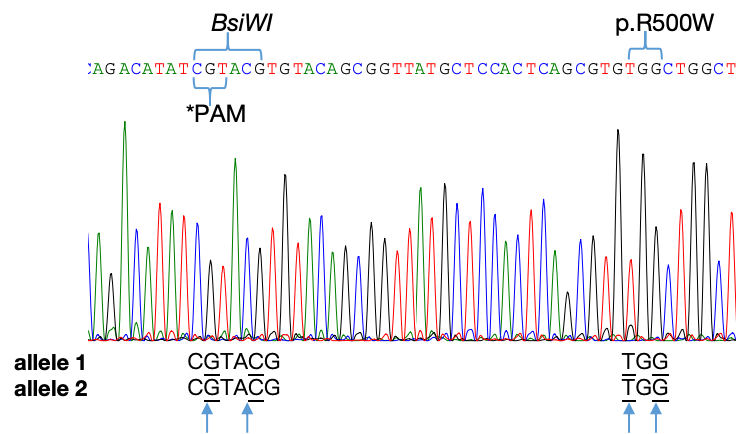 BsiWI p.R500W
CAGACATATCGTACGTGTACAGCGGTTATGCTCCACTCAGCGTGTGGCTGGCT
*PAM
allele 1 CGTACG TGG
allele 2 CGTACG TGG